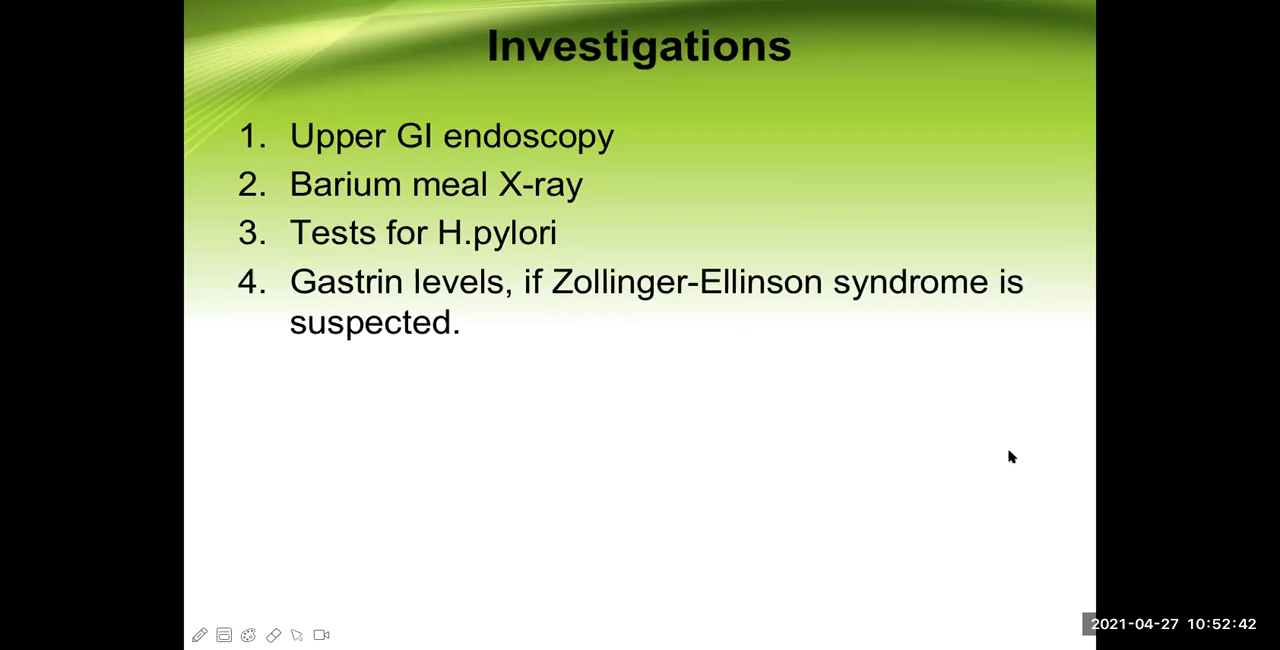 Investigations
1. Upper GI endoscopy
2. Barium meal X-ray
3. Tests for H.pylori
4. Gastrin levels, if Zollinger-Ellinson syndrome is
suspected.
2021-04-27 10:52:42